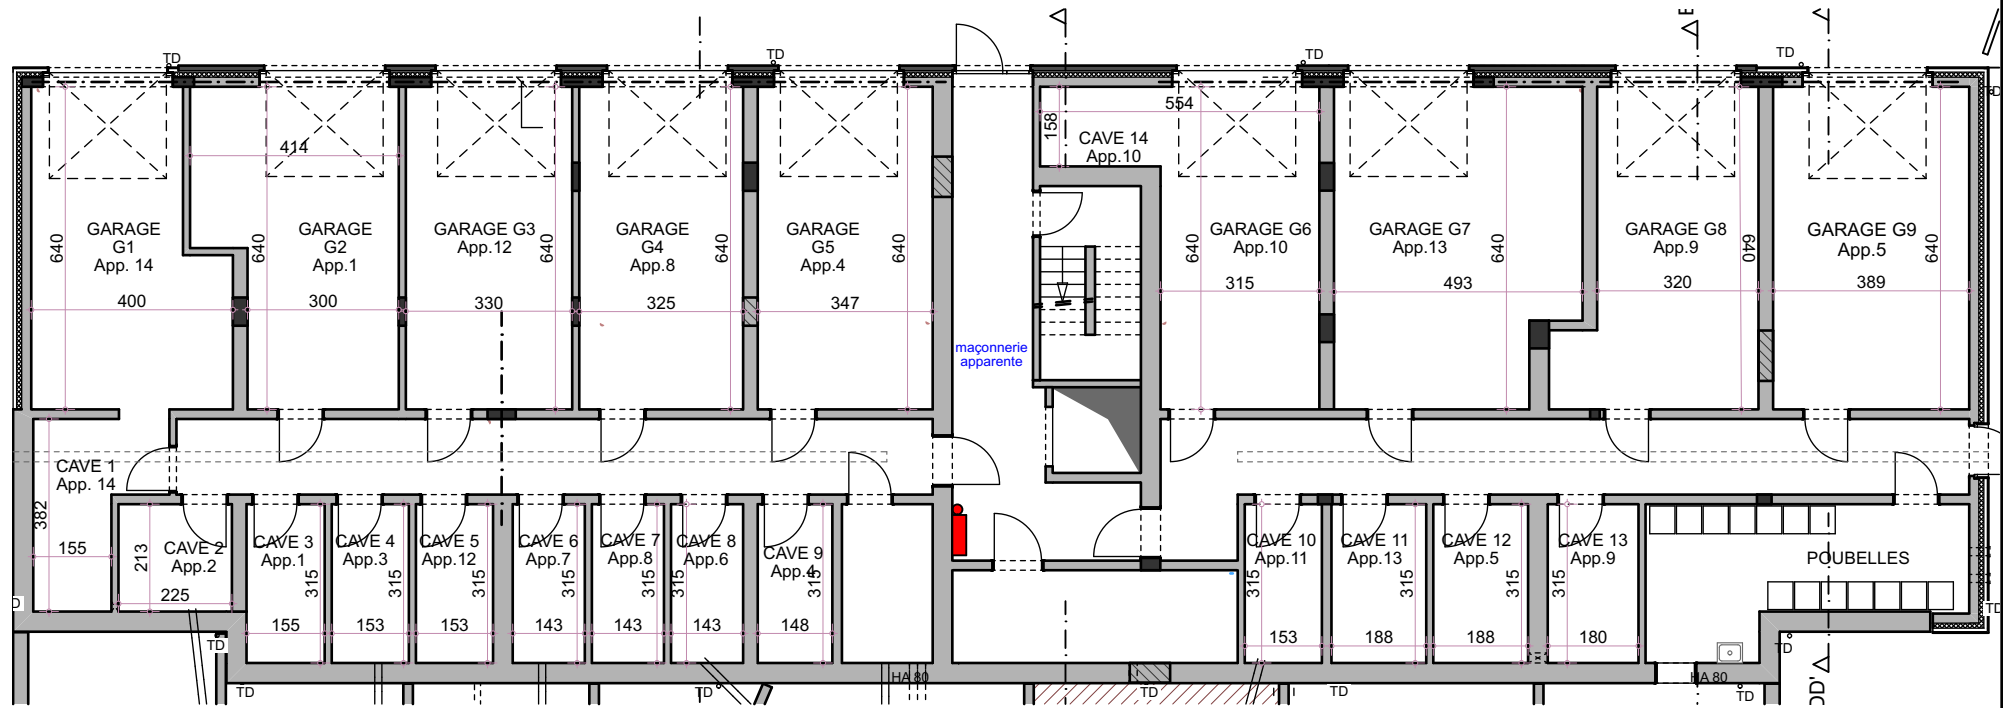 TD
TD
TD
TD
E
414
554
158
CAVE 14
App.10
GARAGE
G1
App. 14
640
400
GARAGE
G2
App.1
640
300
GARAGE G3
App.12
640
330
GARAGE
G4
App.8
640
325
GARAGE
G5
App.4
640
347
GARAGE G6
App.10
640
315
GARAGE G7
App.13
640
493
GARAGE G8
App.9
640
320
GARAGE G9
App.5
640
389
maçonnerie
apparente
CAVE 1
App. 14
382
155
CAVE 2
App.2
213
225
CAVE 3
App.1
315
155
CAVE 4
App.3
315
153
CAVE 5
App.12
315
153
CAVE 6
App.7
315
143
CAVE 7
App.8
315
143
CAVE 8
App.6
315
143
CAVE 9
App.4
315
148
CAVE 10
App.11
315
153
CAVE 11
App.13
315
188
CAVE 12
App.5
315
188
CAVE 13
App.9
315
180
POUBELLES
TD
TD
TD
HA 80
TD
TD
HA 80
TD
TD
TD
DD'